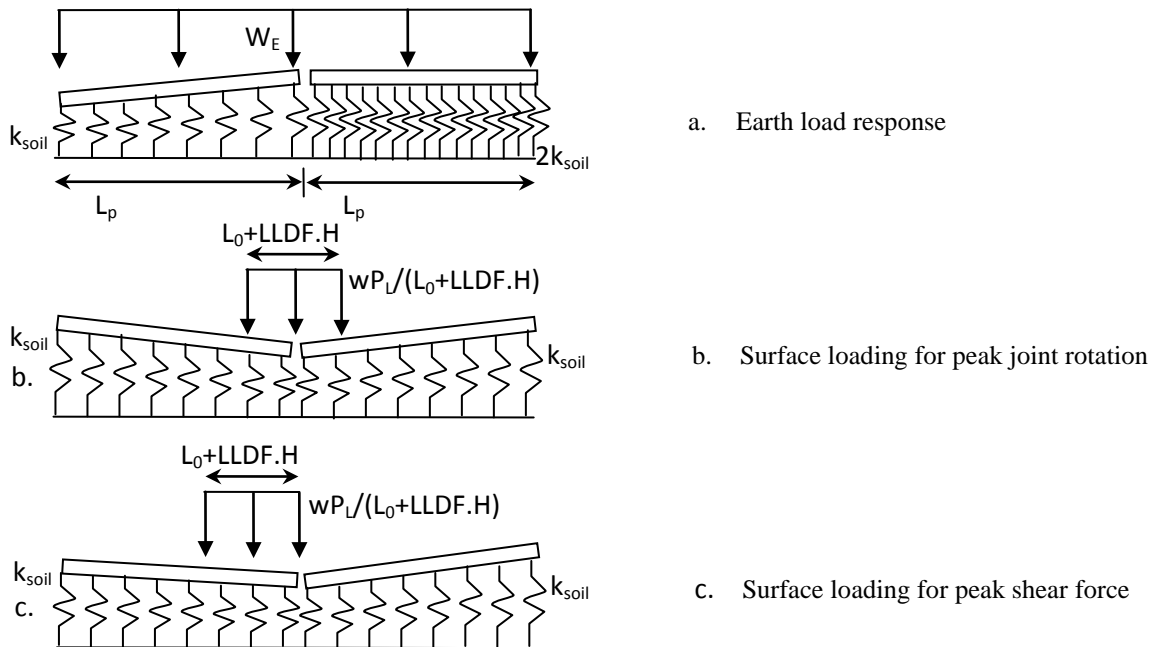 W_E
k_soil
2k_soil
a. Earth load response
L_p L_p
L_0+LLDF.H
wP_L/(L_0+LLDF.H)
k_soil
k_soil
b.
b. Surface loading for peak joint rotation
L_0+LLDF.H
wP_L/(L_0+LLDF.H)
k_soil
k_soil
c.
c. Surface loading for peak shear force